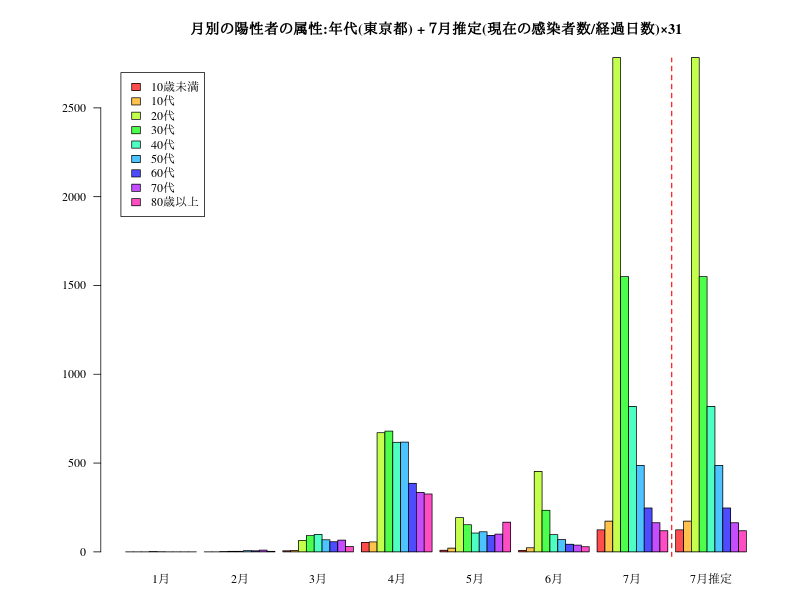 月別の陽性者の属性:年代(東京都) + 7月推定(現在の感染者数/経過日数)×31
10歳未満
10代
20代
30代
40代
50代
60代
70代
80歳以上
2500
2000
1500
1000
500
0
1月 2月 3月 4月 5月 6月 7月 7月推定